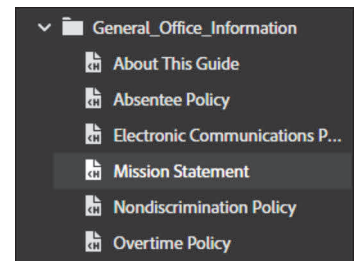 General_Office_Information
About This Guide
Absentee Policy
Electronic Communications P...
Mission Statement
Nondiscrimination Policy
Overtime Policy